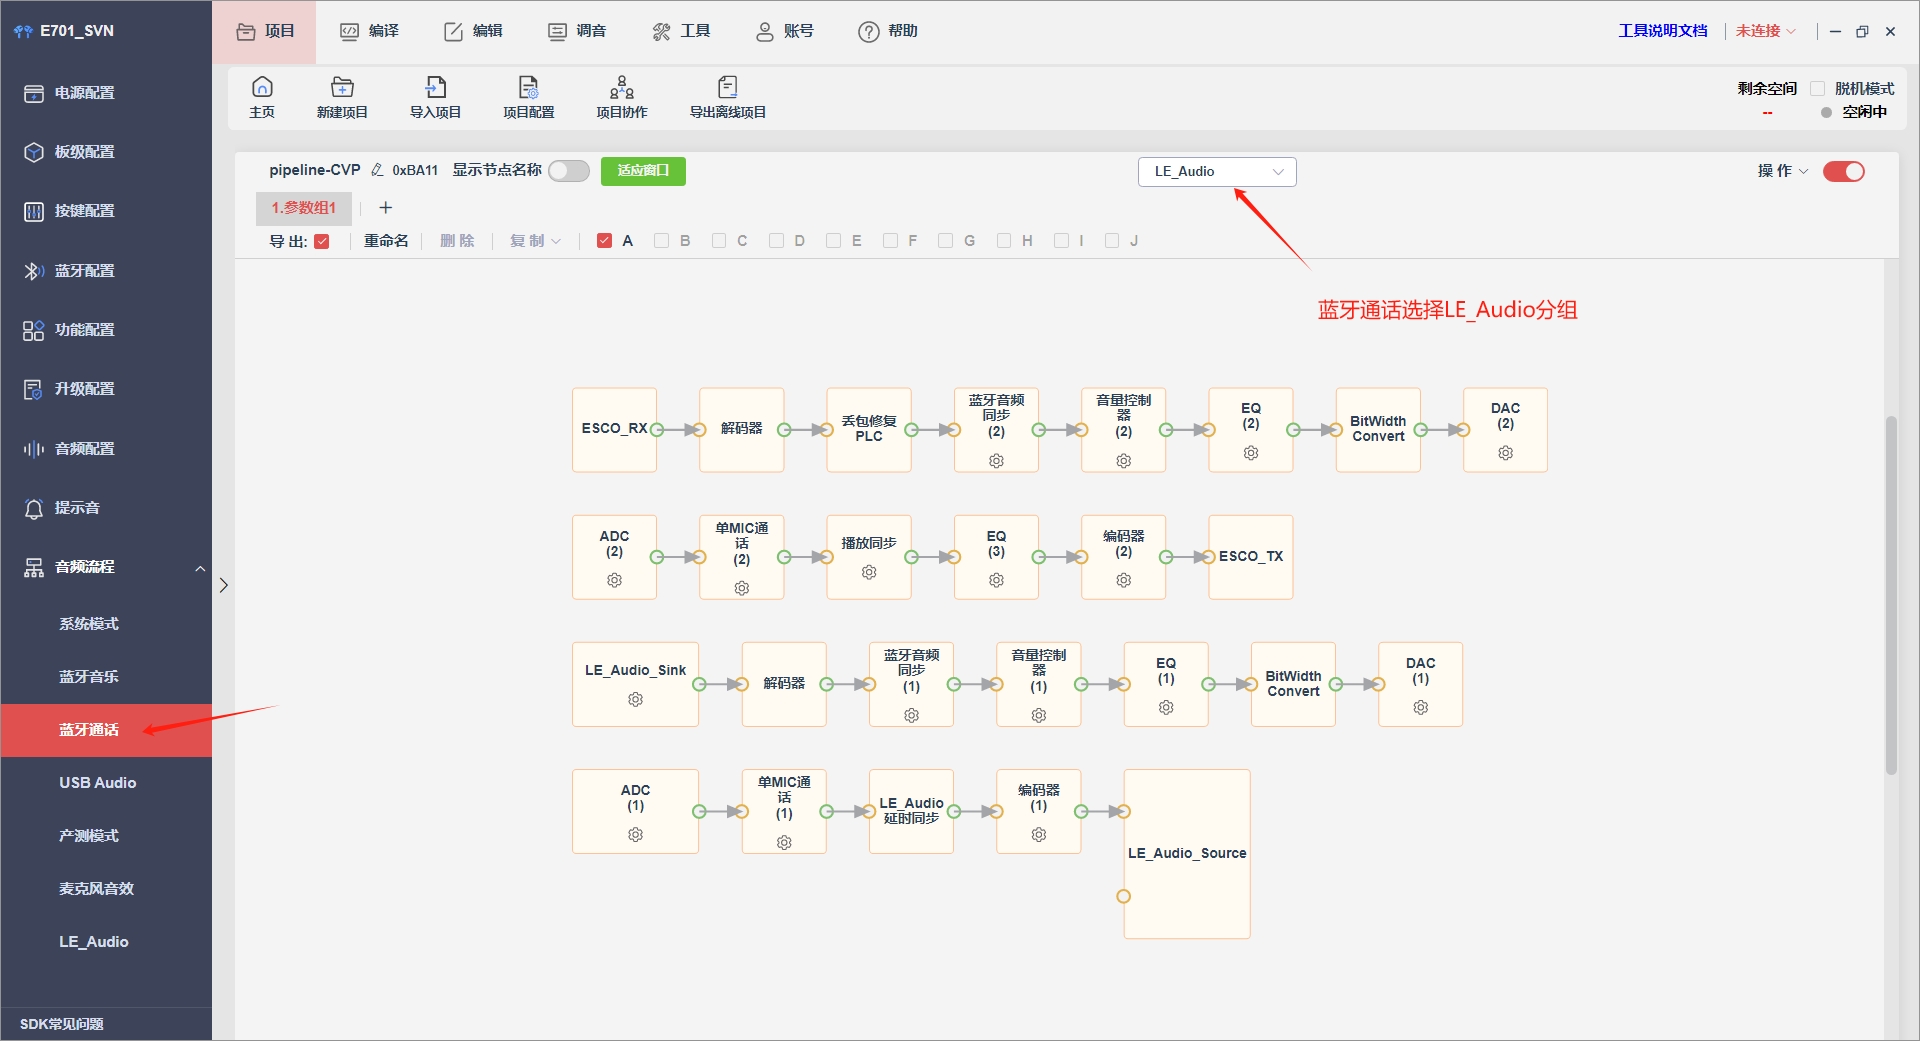 E701_SVN
项目
编译
编辑
调音
工具
账号
帮助
工具说明文档
未连接
主页
新建项目
导入项目
项目配置
项目协作
导出离线项目
剩余空间
--
脱机模式
空闲中
电源配置
板级配置
按键配置
蓝牙配置
功能配置
升级配置
音频配置
提示音
音频流程
系统模式
蓝牙音乐
蓝牙通话
USB Audio
产测模式
麦克风音效
LE_Audio
SDK常见问题
pipeline-CVP
0xBA11
显示节点名称
适应窗口
LE_Audio
操 作
1.参数组1
+
导 出:
重命名
删 除
复 制
A
B
C
D
E
F
G
H
I
J
蓝牙通话选择LE_Audio分组
ESCO_RX
解码器
丢包修复
PLC
蓝牙音频
同步
(2)
音量控制
器
(2)
EQ
(2)
BitWidth
Convert
DAC
(2)
ADC
(2)
单MIC通
话
(2)
播放同步
EQ
(3)
编码器
(2)
ESCO_TX
LE_Audio_Sink
解码器
蓝牙音频
同步
(1)
音量控制
器
(1)
EQ
(1)
BitWidth
Convert
DAC
(1)
ADC
(1)
单MIC通
话
(1)
LE_Audio
延时同步
编码器
(1)
LE_Audio_Source